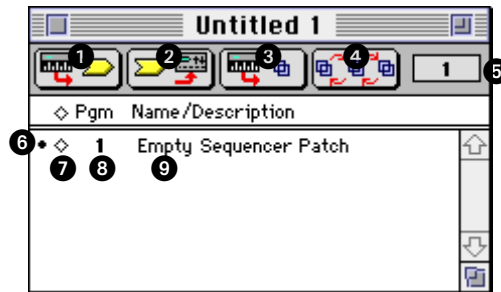 Untitled 1
1 2 3 4 1 5
◇ Pgm Name/Description
6 • ◇ 1 Empty Sequencer Patch
7 8 9